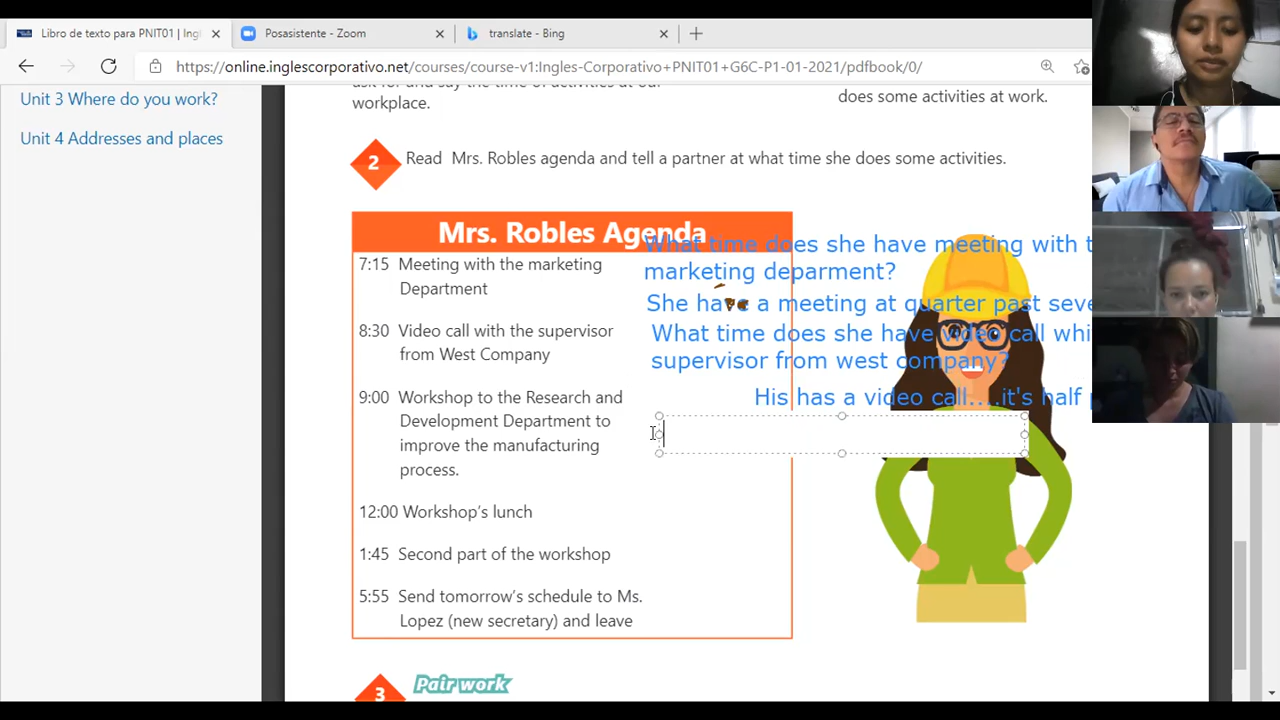 Libro de texto para PNIT01 | Ingl
Posasistente - Zoom
translate - Bing
https://online.inglescorporativo.net/courses/course-v1:Ingles-Corporativo+PNIT01+G6C-P1-01-2021/pdfbook/0/
Unit 3 Where do you work?
Unit 4 Addresses and places
workplace.
does some activities at work.
2 Read Mrs. Robles agenda and tell a partner at what time she does some activities.
Mrs. Robles Agenda
7:15 Meeting with the marketing
Department
8:30 Video call with the supervisor
from West Company
9:00 Workshop to the Research and
Development Department to
improve the manufacturing
process.
12:00 Workshop's lunch
1:45 Second part of the workshop
5:55 Send tomorrow's schedule to Ms.
Lopez (new secretary) and leave
What time does she have meeting with t
marketing deparment?
She have a meeting at quarter past seve
What time does she have video call whi
supervisor from west company?
His has a video call....it's half p
3 Pair work